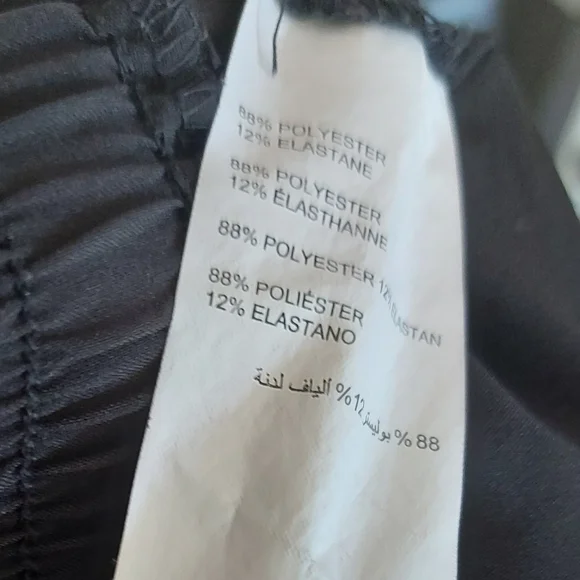 88% POLYESTER
12% ELASTANE
88% POLYESTER
12% ÉLASTHANNE
88% POLYESTER 12% ELASTAN
88% POLIÉSTER
12% ELASTANO
88 % بوليستر 12% ألياف لدنة